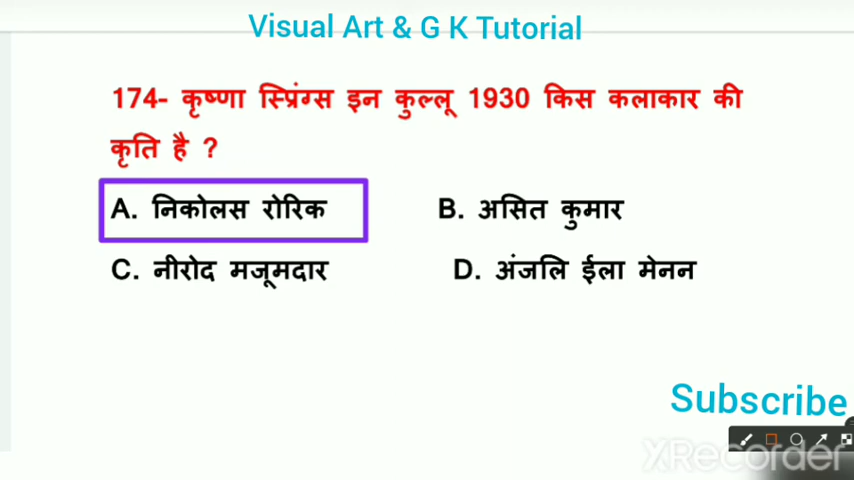 Visual Art & G K Tutorial
174- कृष्णा स्प्रिंग्स इन कुल्लू 1930 किस कलाकार की
कृति है ?
A. निकोलस रोरिक B. असित कुमार
C. नीरोद मजूमदार D. अंजलि ईला मेनन
Subscribe
XRecorder